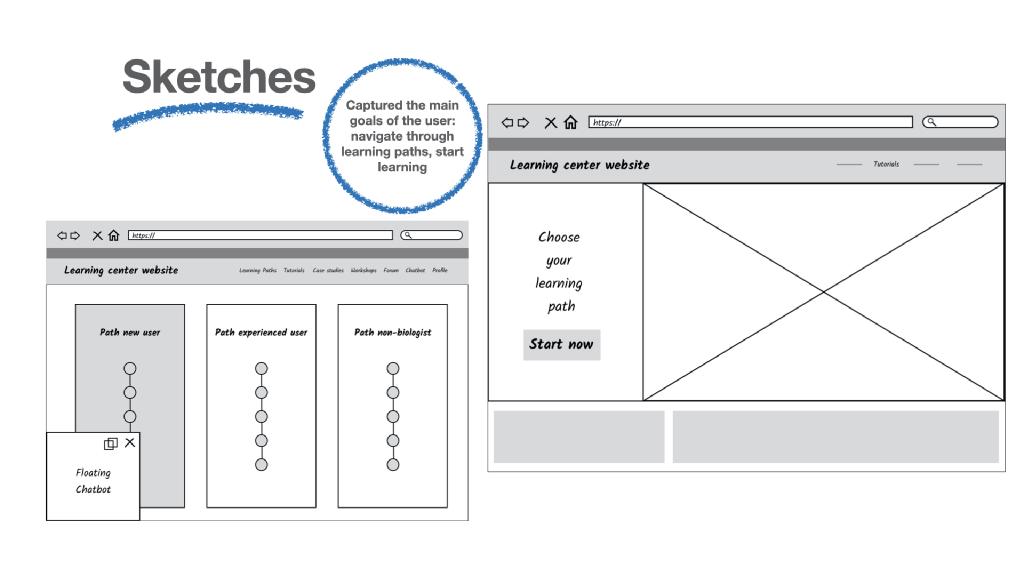 Sketches
Captured the main
goals of the user:
navigate through
learning paths, start
learning
https://
Learning center website
Learning Paths Tutorials Case studies Workshops Forum Chatbot Profile
Path new user
Path experienced user
Path non-biologist
Floating
Chatbot
https://
Learning center website
Tutorials
Choose
your
learning
path
Start now